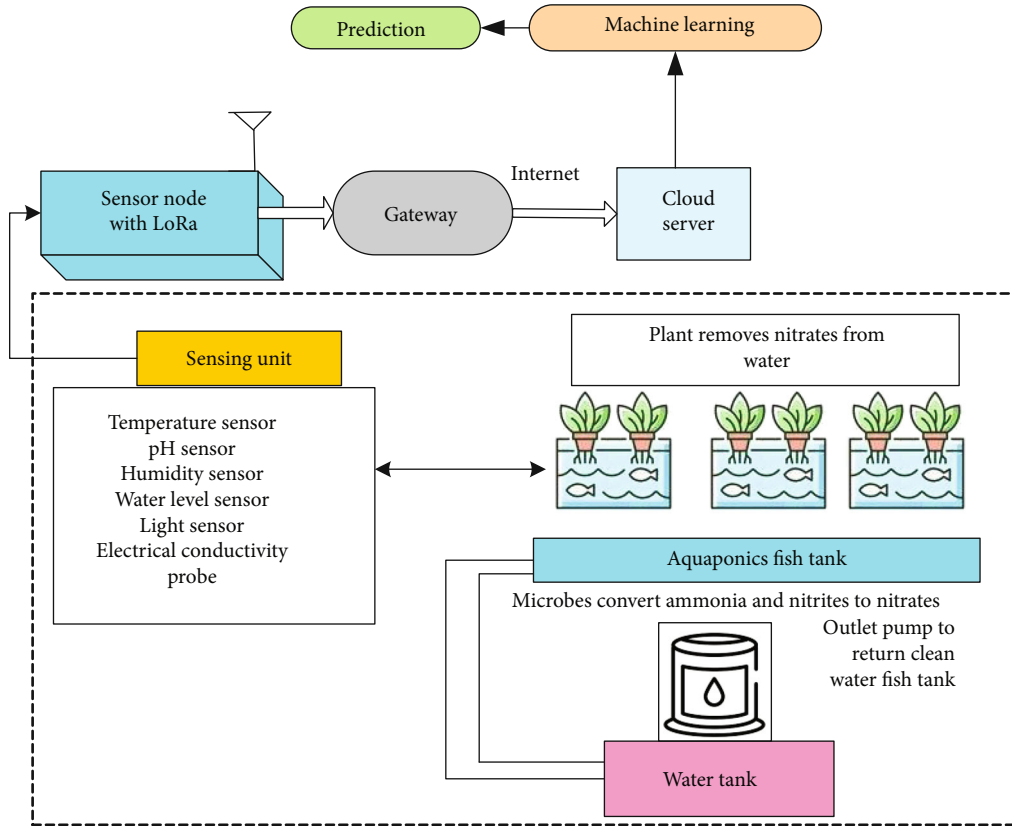 Prediction
Machine learning
Internet
Sensor node
with LoRa
Gateway
Cloud
server
Sensing unit
Temperature sensor
pH sensor
Humidity sensor
Water level sensor
Light sensor
Electrical conductivity
probe
Plant removes nitrates from
water
Aquaponics fish tank
Microbes convert ammonia and nitrites to nitrates
Outlet pump to
return clean
water fish tank
Water tank